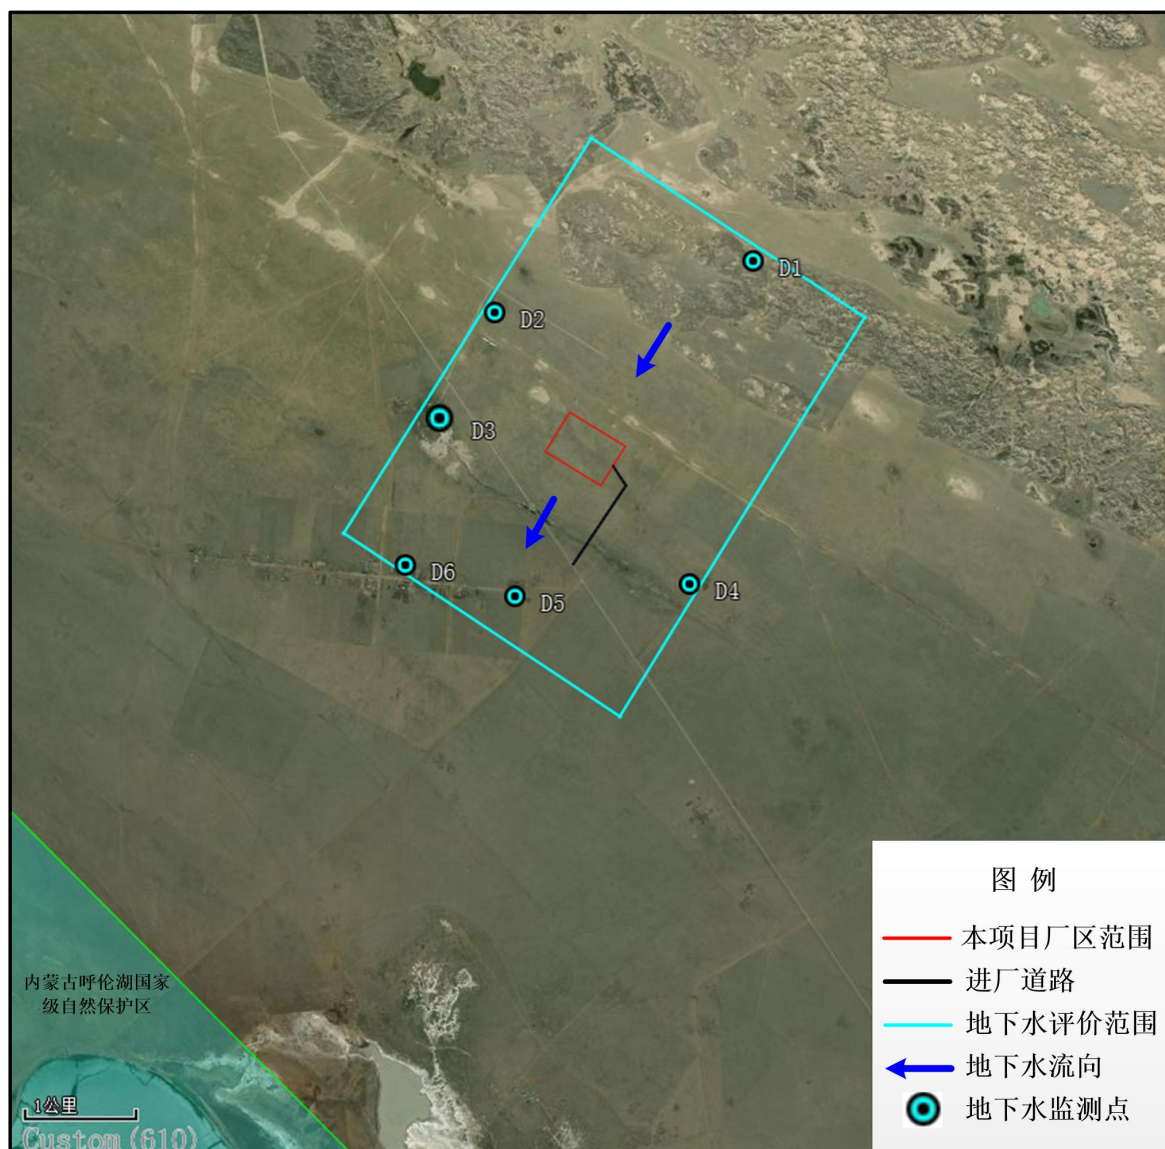 D1
D2
D3
D4
D5
D6
内蒙古呼伦湖国家
级自然保护区
1公里
Custom(610)
图 例
本项目厂区范围
进厂道路
地下水评价范围
地下水流向
地下水监测点